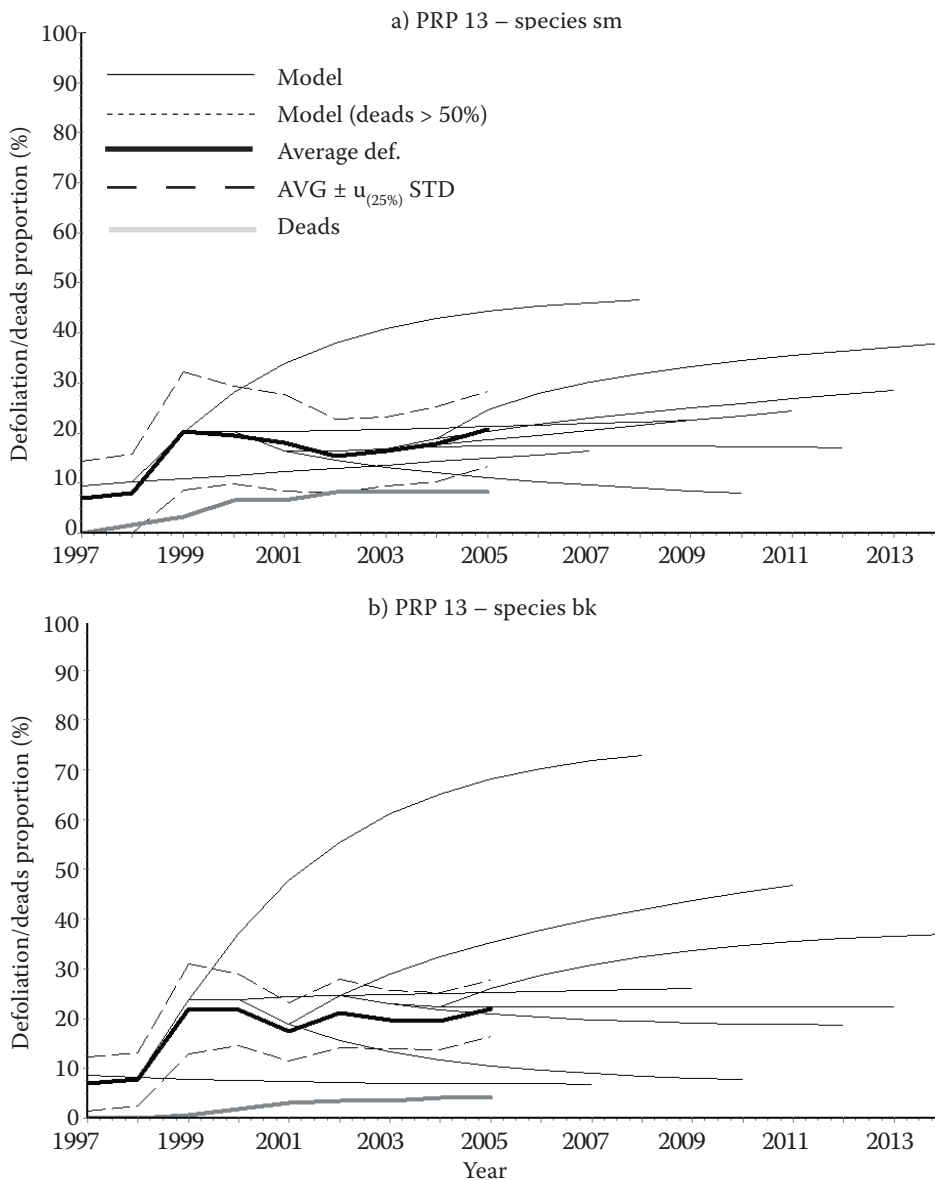 a) PRP 13 – species sm
Defoliation/deads proportion (%)
100
90
80
70
60
50
40
30
20
10
0
Model
Model (deads > 50%)
Average def.
AVG ± u(25%) STD
Deads
1997 1999 2001 2003 2005 2007 2009 2011 2013
b) PRP 13 – species bk
Defoliation/deads proportion (%)
100
90
80
70
60
50
40
30
20
10
0
1997 1999 2001 2003 2005 2007 2009 2011 2013
Year